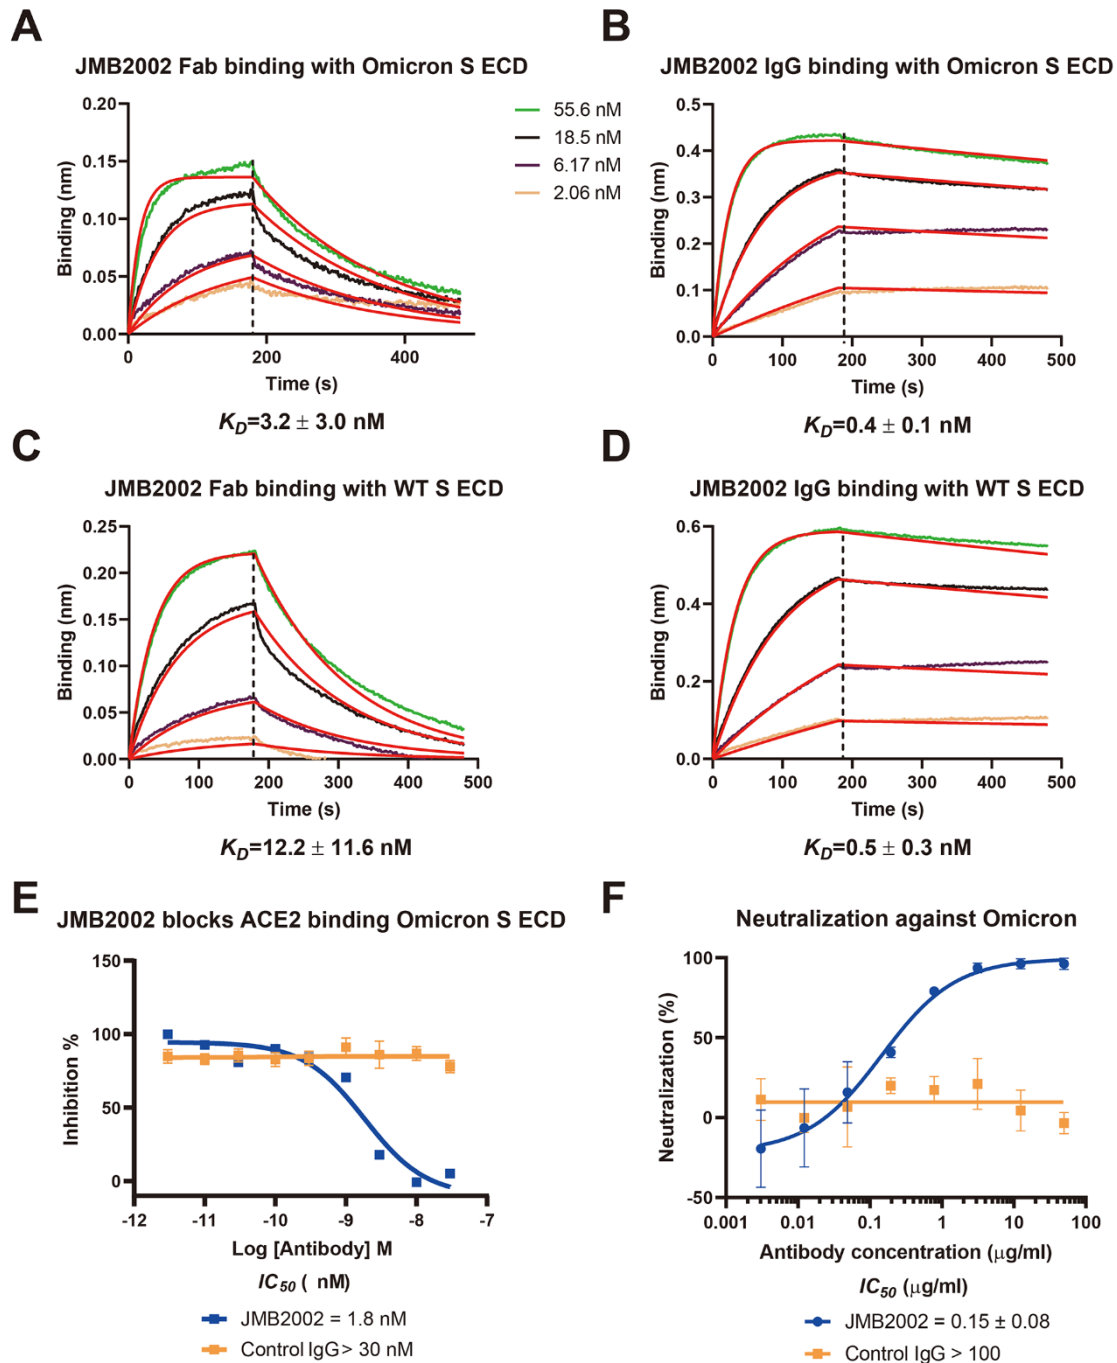 A
JMB2002 Fab binding with Omicron S ECD
0.20
0.15
0.10
0.05
0.00
Binding (nm)
0
200
400
Time (s)
K_D=3.2 ± 3.0 nM
55.6 nM
18.5 nM
6.17 nM
2.06 nM
B
JMB2002 IgG binding with Omicron S ECD
0.5
0.4
0.3
0.2
0.1
0.0
Binding (nm)
0
100
200
300
400
500
Time (s)
K_D=0.4 ± 0.1 nM
C
JMB2002 Fab binding with WT S ECD
0.25
0.20
0.15
0.10
0.05
0.00
Binding (nm)
0
100
200
300
400
500
Time (s)
K_D=12.2 ± 11.6 nM
D
JMB2002 IgG binding with WT S ECD
0.6
0.4
0.2
0.0
Binding (nm)
0
100
200
300
400
500
Time (s)
K_D=0.5 ± 0.3 nM
E
JMB2002 blocks ACE2 binding Omicron S ECD
150
100
50
0
Inhibition %
-12
-11
-10
-9
-8
-7
Log [Antibody] M
IC50 ( nM)
JMB2002 = 1.8 nM
Control IgG > 30 nM
F
Neutralization against Omicron
100
50
0
-50
Neutralization (%)
0.001
0.01
0.1
1
10
100
Antibody concentration (μg/ml)
IC50 (μg/ml)
JMB2002 = 0.15 ± 0.08
Control IgG > 100